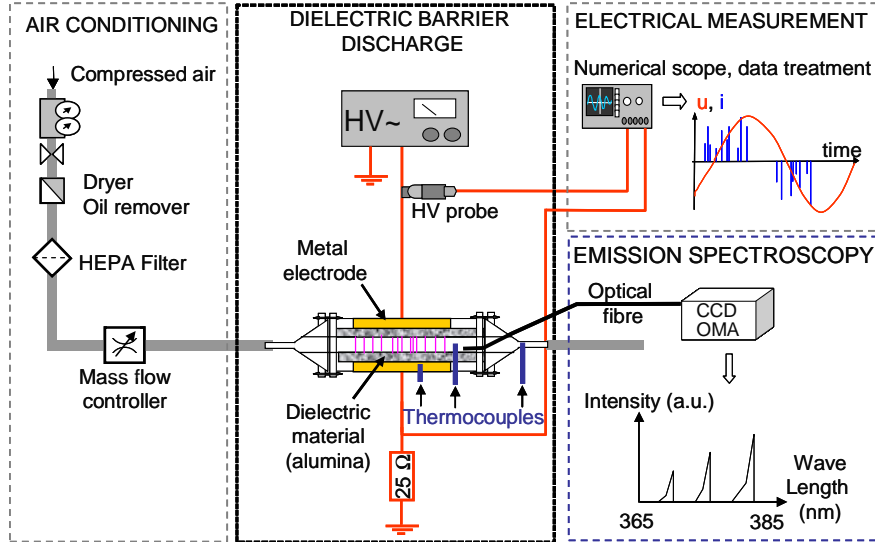 AIR CONDITIONING
Compressed air
Dryer
Oil remover
HEPA Filter
Mass flow
controller
DIELECTRIC BARRIER
DISCHARGE
HV~
HV probe
Metal
electrode
Dielectric
material
(alumina)
Thermocouples
25 Ω
ELECTRICAL MEASUREMENT
Numerical scope, data treatment
u, i
time
EMISSION SPECTROSCOPY
Optical
fibre
CCD
OMA
Intensity (a.u.)
Wave
Length
(nm)
365
385